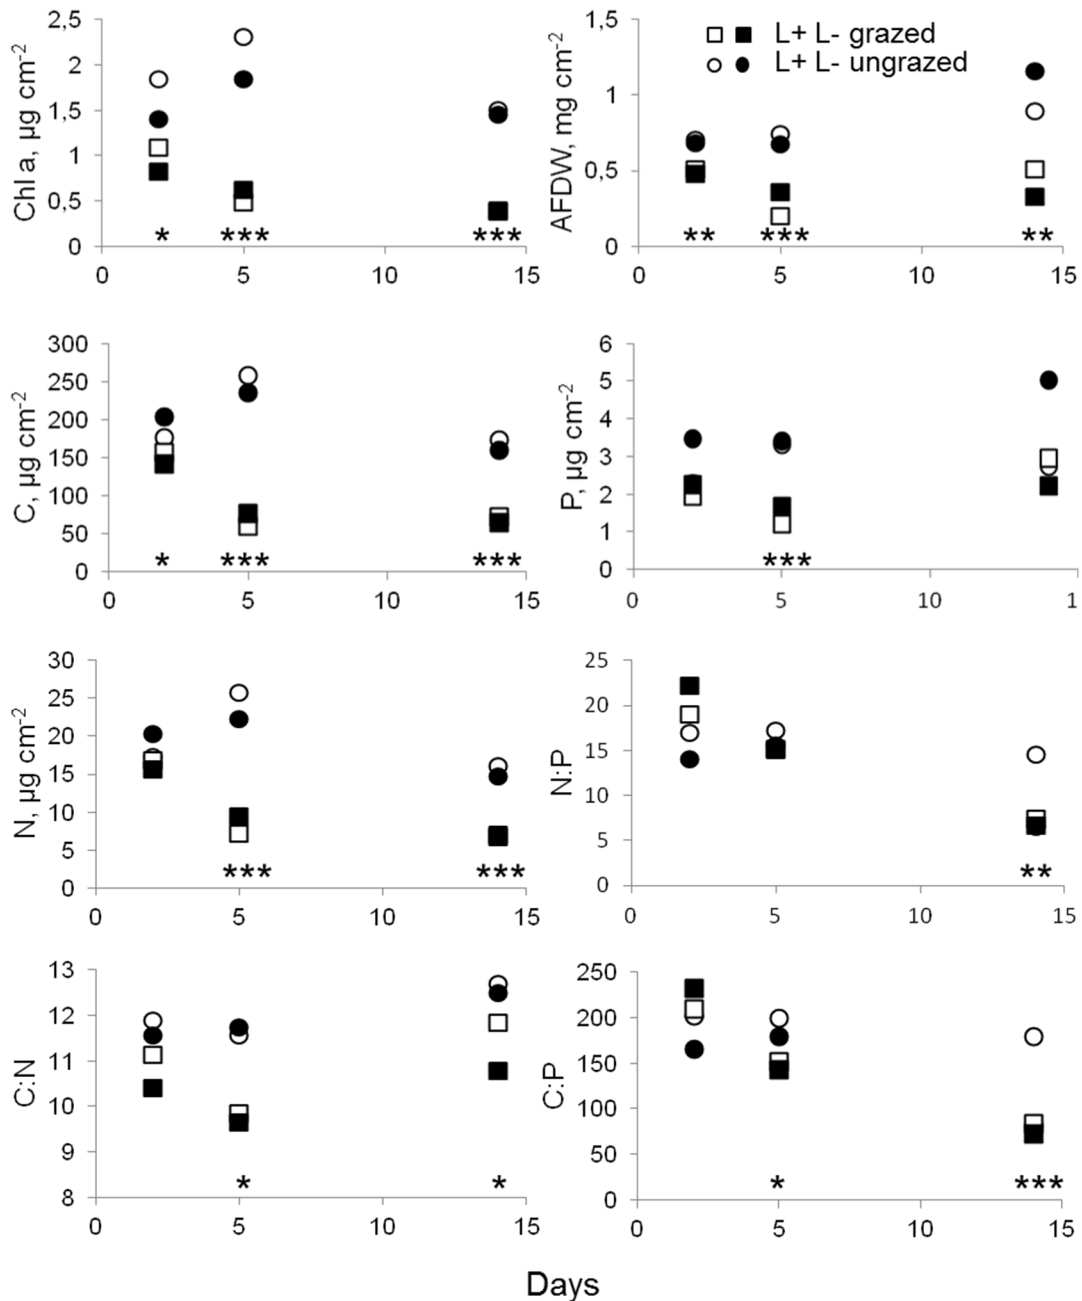 2,5
2
1,5
1
0,5
0
Chl a, µg cm-2
* *** ***
0 5 10 15
1,5
1
0,5
0
AFDW, mg cm-2
L+ L- grazed
L+ L- ungrazed
** *** **
0 5 10 15
300
250
200
150
100
50
0
C, µg cm-2
* *** ***
0 5 10 15
6
5
4
3
2
1
0
P, µg cm-2
***
0 5 10 1
30
25
20
15
10
5
0
N, µg cm-2
*** ***
0 5 10 15
25
20
15
10
5
0
N:P
**
0 5 10 15
13
12
11
10
9
8
C:N
* *
0 5 10 15
250
200
150
100
50
0
C:P
* ***
0 5 10 15
Days